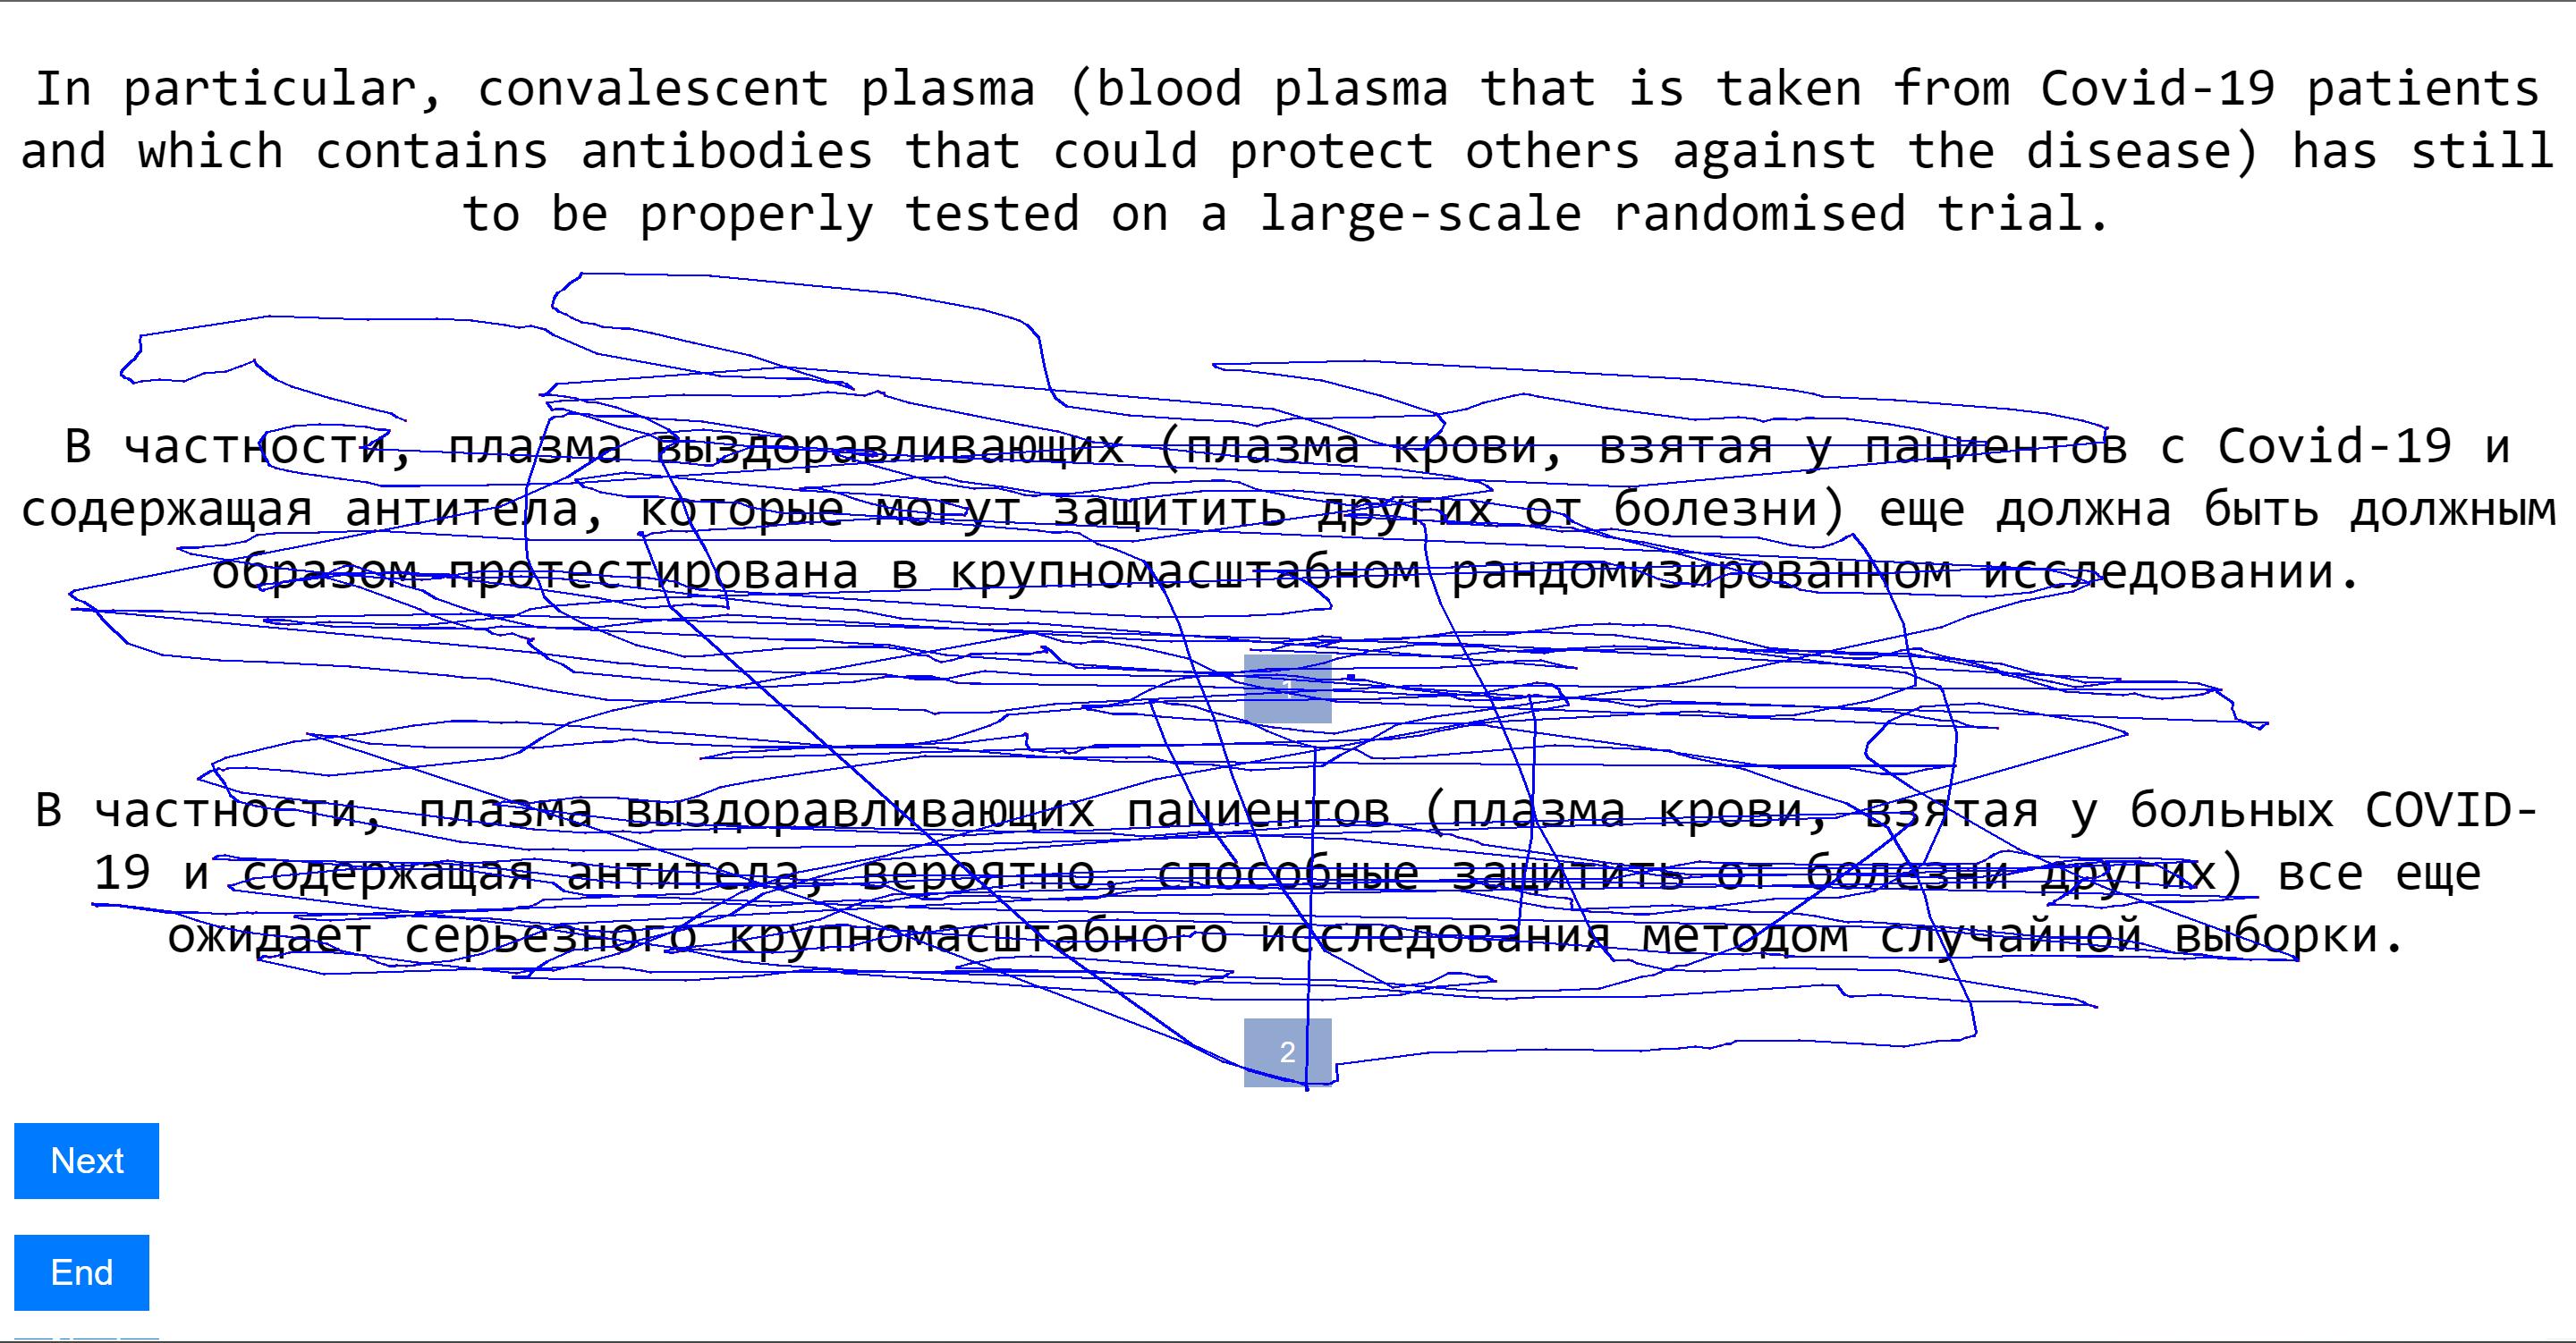 In particular, convalescent plasma (blood plasma that is taken from Covid-19 patients
and which contains antibodies that could protect others against the disease) has still
to be properly tested on a large-scale randomised trial.
В частности, плазма выздоравливающих (плазма крови, взятая у пациентов с Covid-19 и
содержащая антитела, которые могут защитить других от болезни) еще должна быть должным
образом протестирована в крупномасштабном рандомизированном исследовании.
1
В частности, плазма выздоравливающих пациентов (плазма крови, взятая у больных COVID-
19 и содержащая антитела, вероятно, способные защитить от болезни других) все еще
ожидает серьезного крупномасштабного исследования методом случайной выборки.
2
Next
End